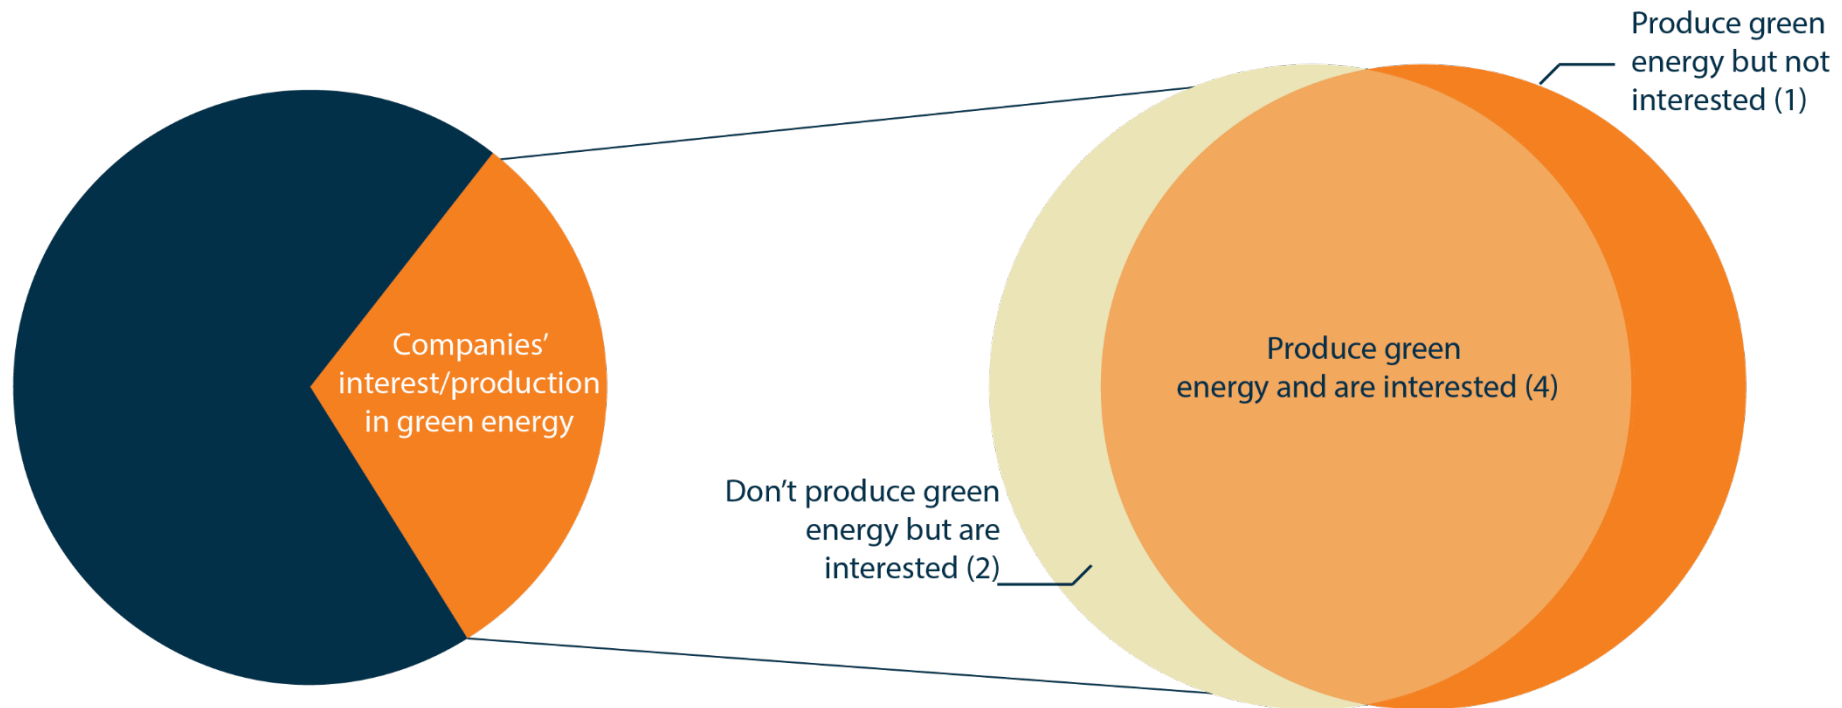 Produce green
energy but not
interested (1)
Companies’
interest/production
in green energy
Produce green
energy and are interested (4)
Don’t produce green
energy but are
interested (2)